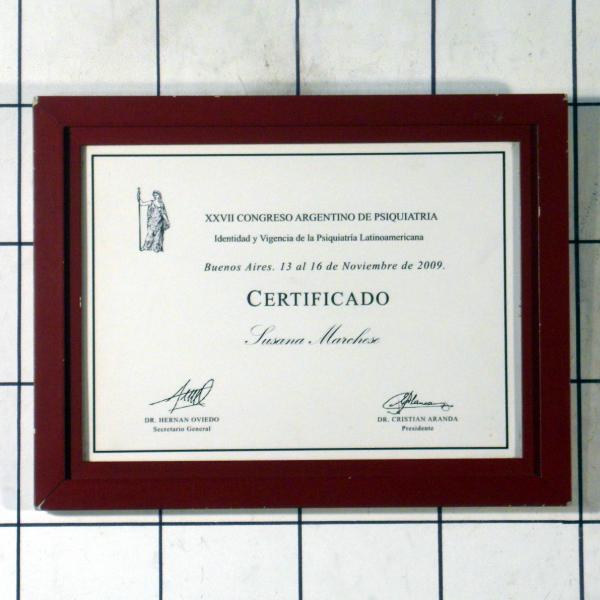 XXVII CONGRESO ARGENTINO DE PSIQUIATRIA
Identidad y Vigencia de la Psiquiatría Latinoamericana
Buenos Aires. 13 al 16 de Noviembre de 2009.
CERTIFICADO
Susana Marchese
DR. HERNAN OVIEDO
Secretario General
DR. CRISTIAN ARANDA
Presidente